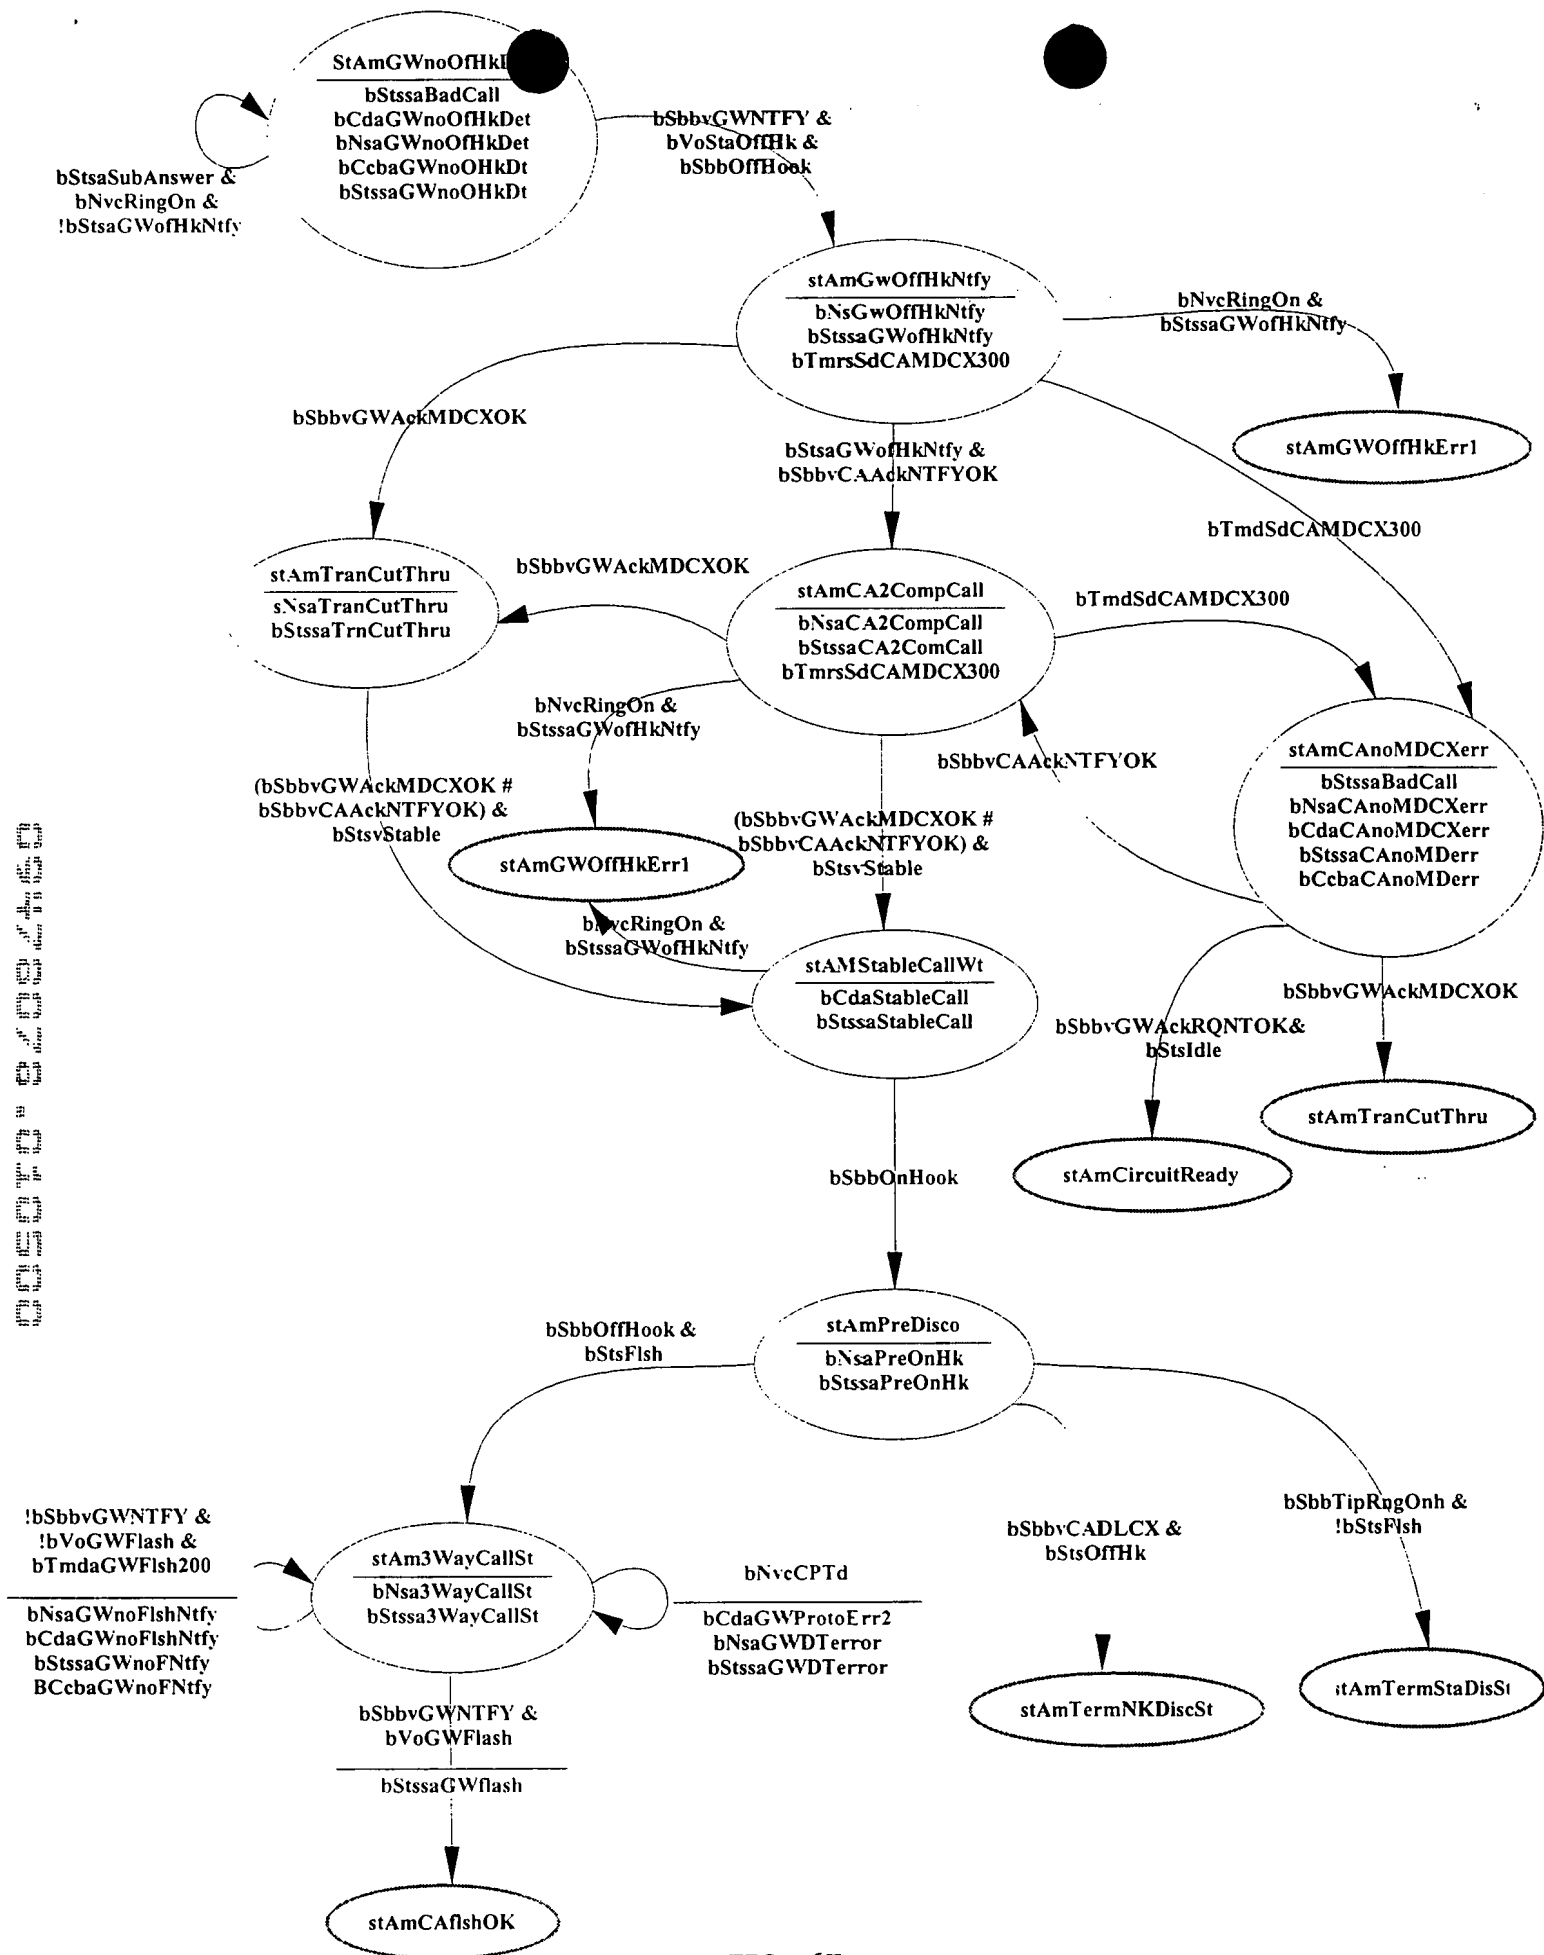 StAmGWnoOfHkD
bStssaBadCall
bCdaGWnoOfHkDet
bNsaGWnoOfHkDet
bCcbaGWnoOHkDt
bStssaGWnoOHkDt
bStsaSubAnswer &
bNvcRingOn &
!bStsaGWofHkNtfy
bSbbvGWNTFY &
bVoStaOffHk &
bSbbOffHook
stAmGwOffHkNtfy
bNsGwOffHkNtfy
bStssaGWofHkNtfy
bTmrsSdCAMDCX300
bNvcRingOn &
bStssaGWofHkNtfy
stAmGWOffHkErr1
bSbbvGWAckMDCXOK
bStsaGWofHkNtfy &
bSbbvCAAckNTFYOK
bTmdSdCAMDCX300
stAmTranCutThru
sNsaTranCutThru
bStssaTrnCutThru
bSbbvGWAckMDCXOK
stAmCA2CompCall
bNsaCA2CompCall
bStssaCA2ComCall
bTmrsSdCAMDCX300
bTmdSdCAMDCX300
bNvcRingOn &
bStssaGWofHkNtfy
bSbbvCAAckNTFYOK
stAmCAnoMDCXerr
bStssaBadCall
bNsaCAnoMDCXerr
bCdaCAnoMDCXerr
bStssaCAnoMDerr
bCcbaCAnoMDerr
(bSbbvGWAckMDCXOK #
bSbbvCAAckNTFYOK) &
bStsvStable
stAmGWOffHkErr1
(bSbbvGWAckMDCXOK #
bSbbvCAAckNTFYOK) &
bStsvStable
bNvcRingOn &
bStssaGWofHkNtfy
stAMStableCallWt
bCdaStableCall
bStssaStableCall
bSbbvGWAckRQNTOK&
bStsIdle
bSbbvGWAckMDCXOK
stAmTranCutThru
stAmCircuitReady
bSbbOnHook
stAmPreDisco
bNsaPreOnHk
bStssaPreOnHk
bSbbOffHook &
bStsFlsh
bSbbvCADLCX &
bStsOffHk
bSbbTipRngOnh &
!bStsFlsh
!bSbbvGWNTFY &
!bVoGWFlash &
bTmdaGWFlsh200
bNsaGWnoFlshNtfy
bCdaGWnoFlshNtfy
bStssaGWnoFNtfy
BCcbaGWnoFNtfy
stAm3WayCallSt
bNsa3WayCallSt
bStssa3WayCallSt
bNvcCPTd
bCdaGWProtoErr2
bNsaGWDTerror
bStssaGWDTerror
stAmTermNKDiscSt
stAmTermStaDisSt
bSbbvGWNTFY &
bVoGWFlash
bStssaGWflash
stAmCAflshOK